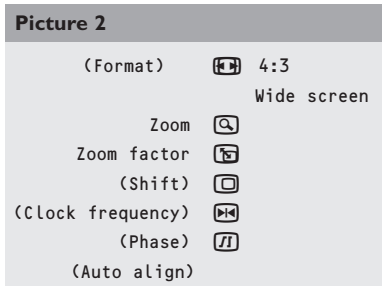 Picture 2
(Format) 4:3
Wide screen
Zoom
Zoom factor
(Shift)
(Clock frequency)
(Phase)
(Auto align)